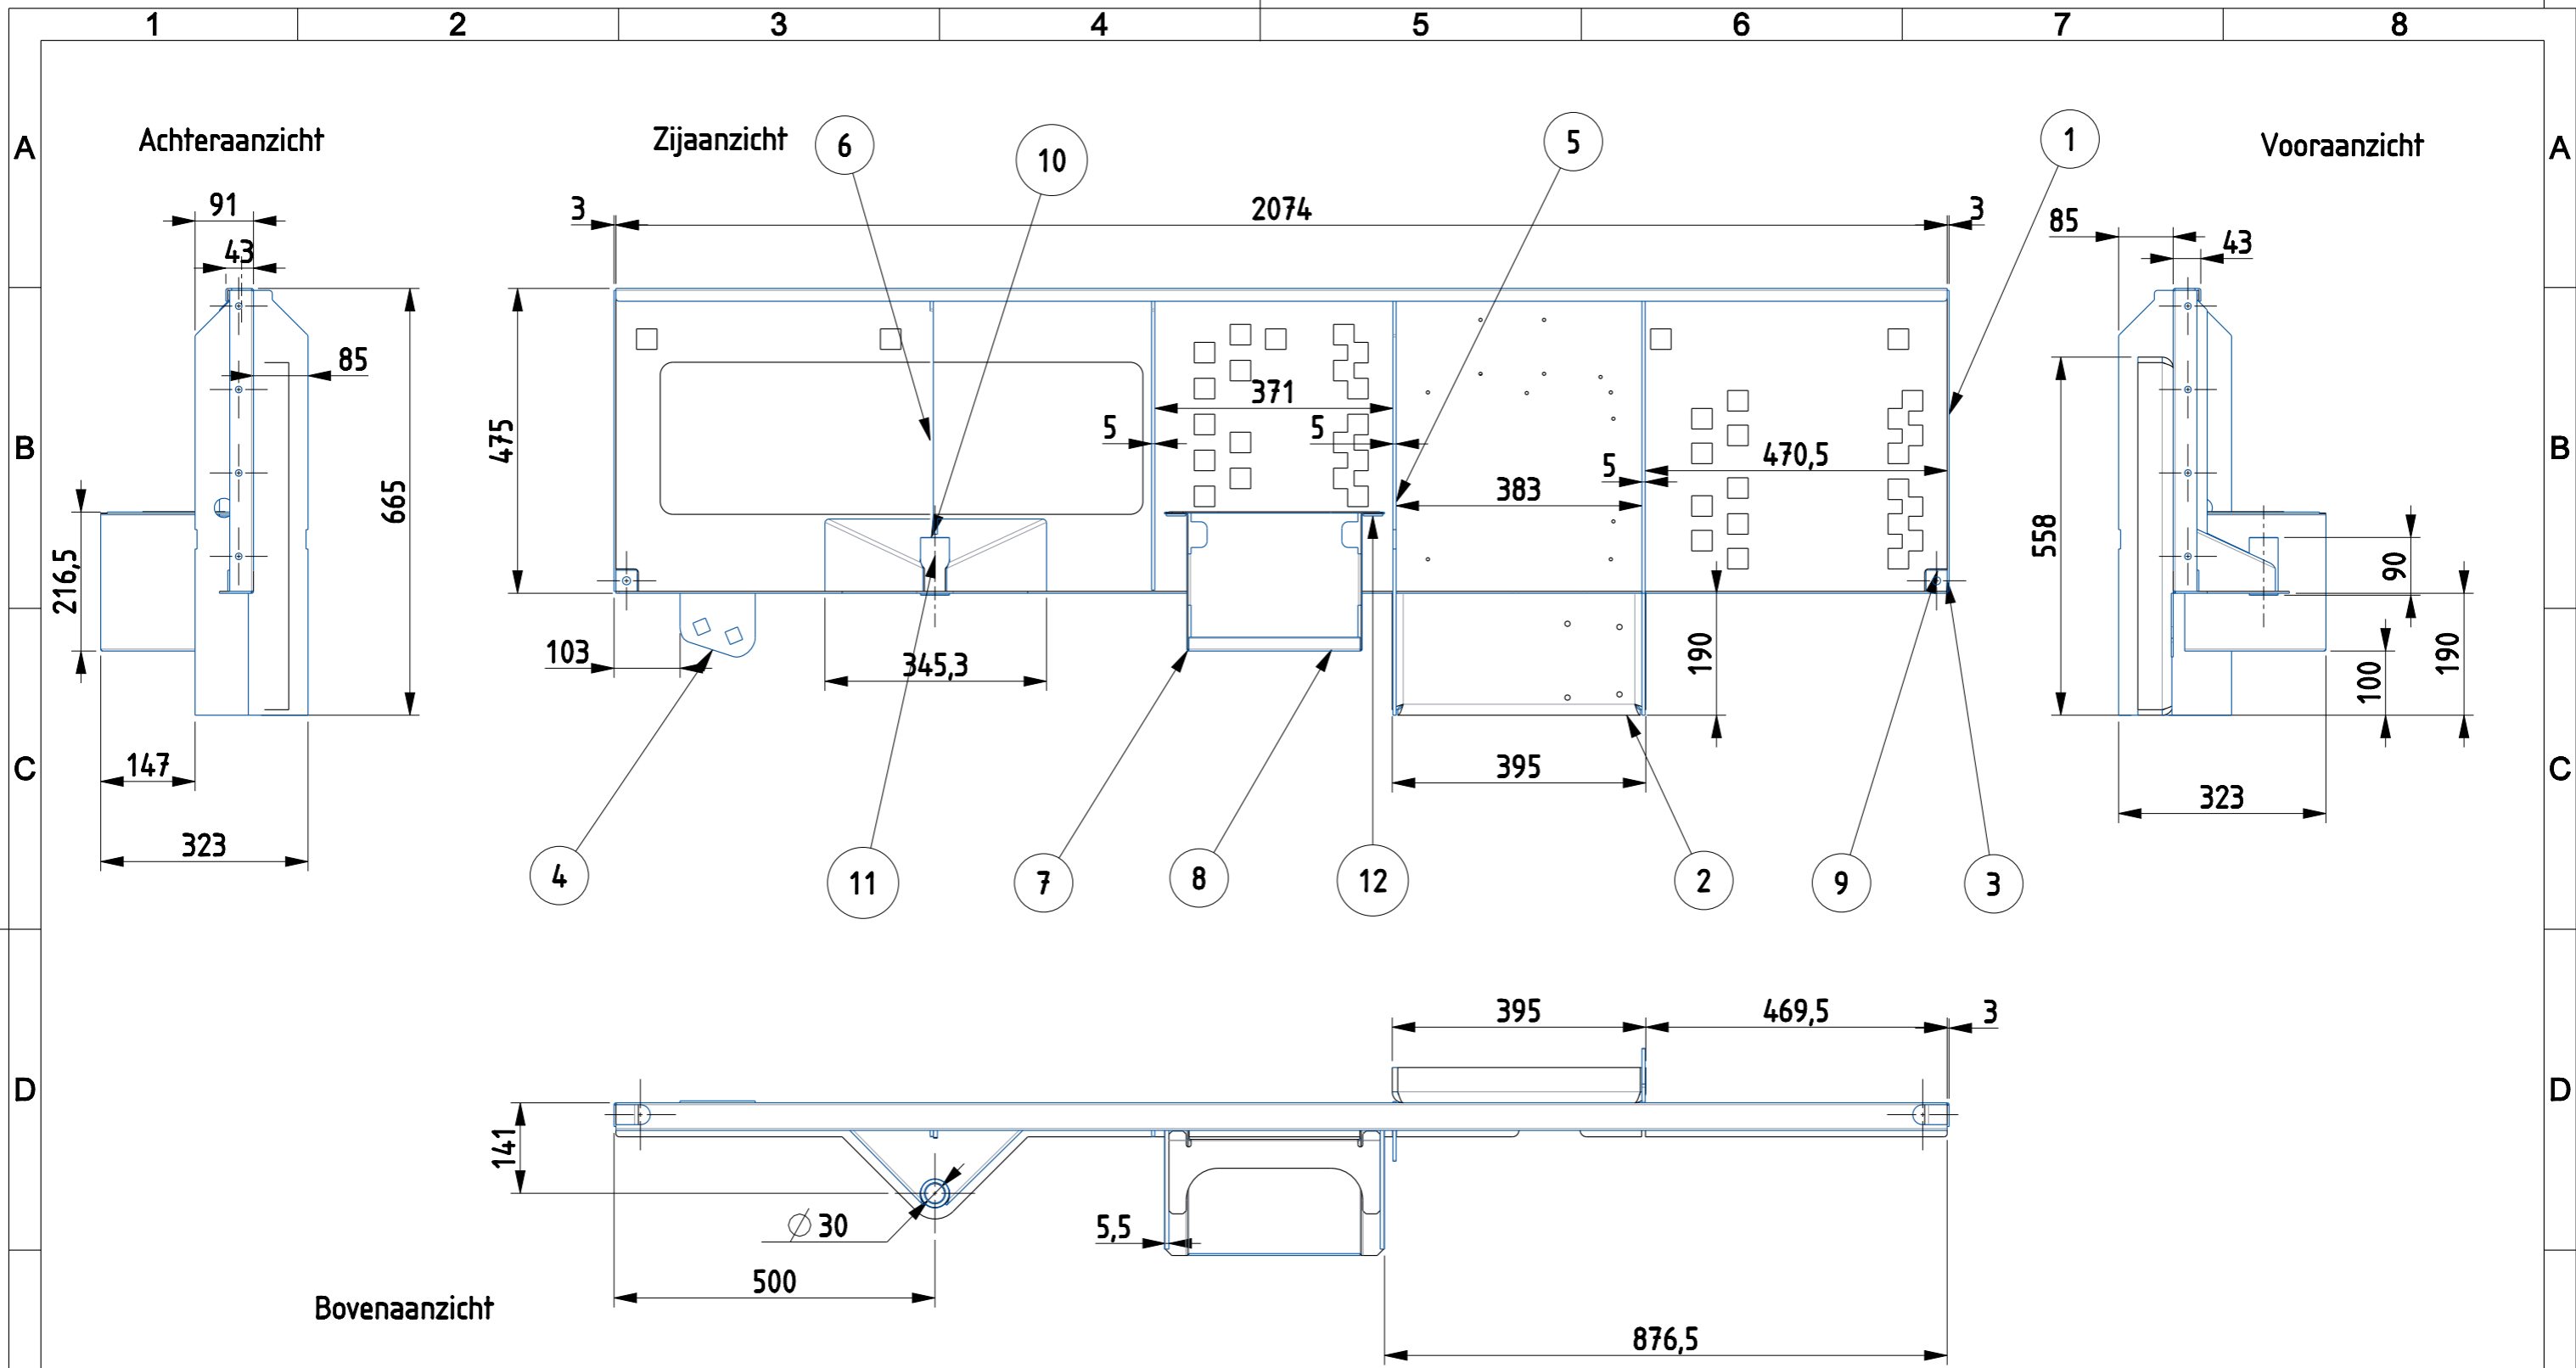 1 2 3 4 5 6 7 8
A A
Achteraanzicht Zijaanzicht 6 10 5 1 Vooraanzicht
91 3 2074 3 85 43
43
85
B 475 665 371 5 5 5 470,5 383 558 B
216,5 90
103 345,3 190 100 190
C 147 395 323 C
323
4 11 7 8 12 2 9 3
395 469,5 3
D 141 D
⌀ 30 5,5
500
Bovenaanzicht
876,5